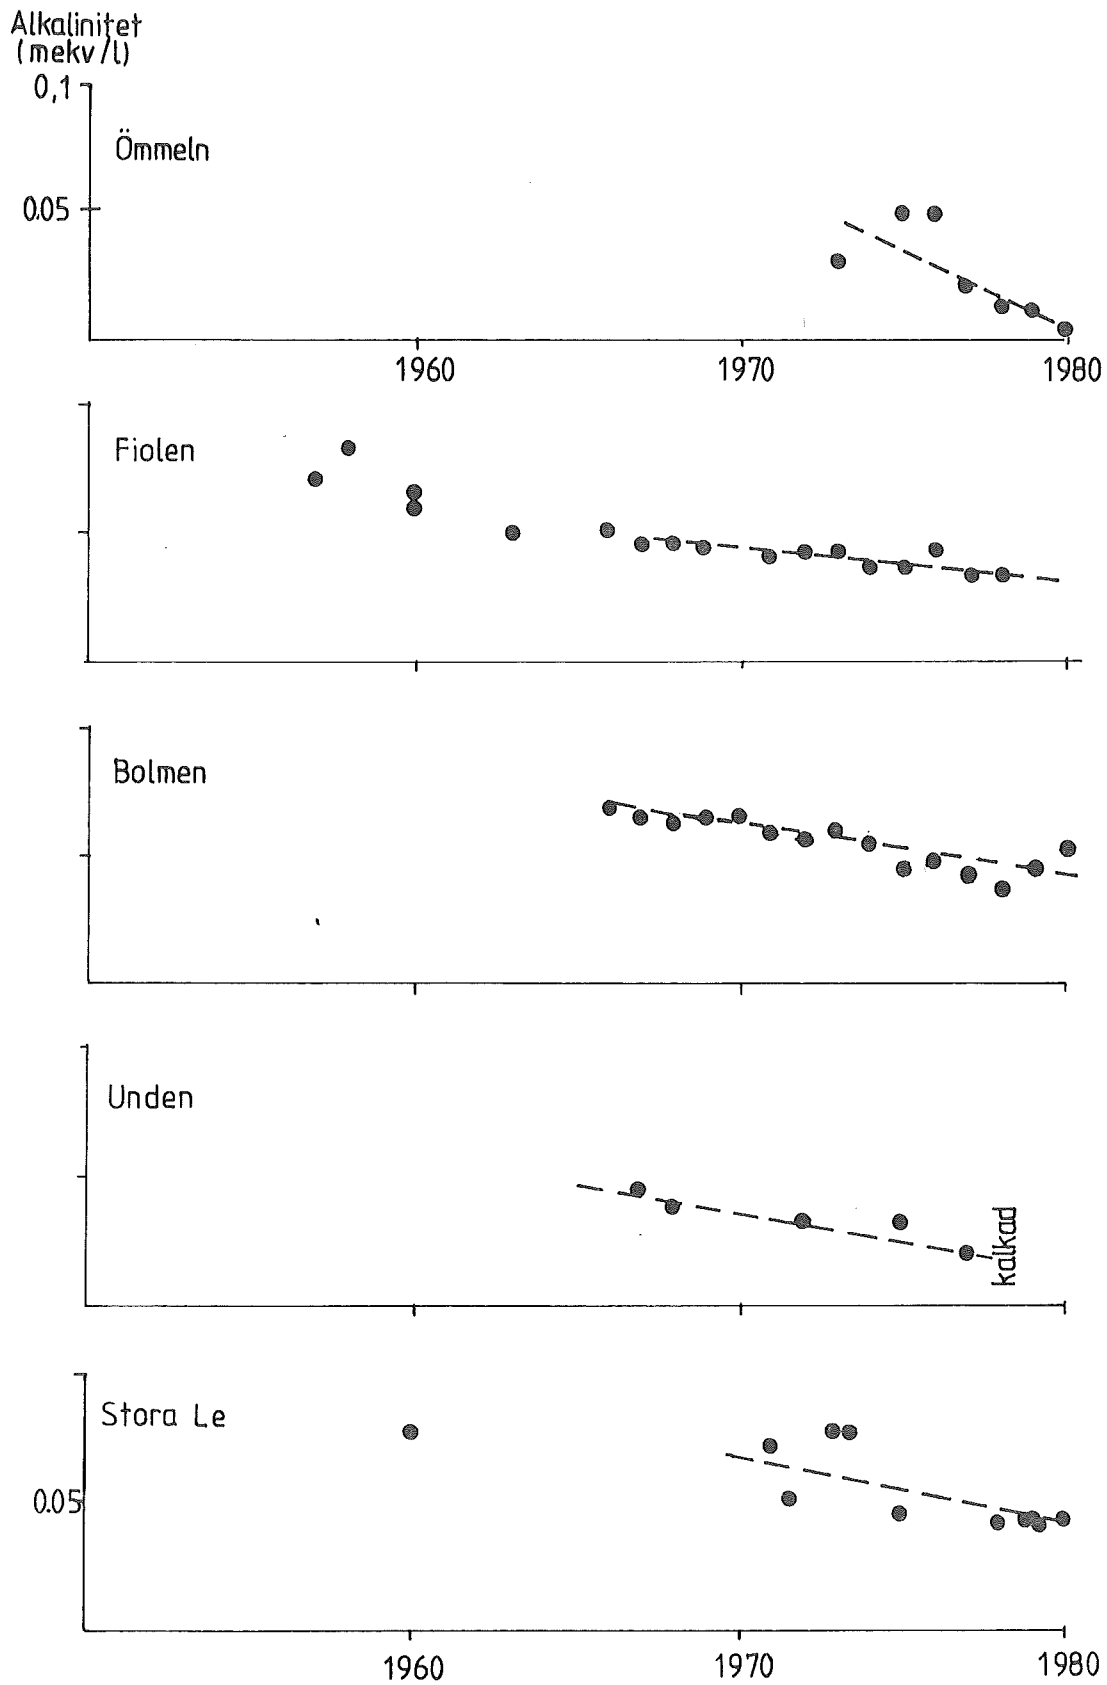 Alkalinitet
(mekv/l)
0,1
Ömmeln
0.05
1960 1970 1980
Fiolen
Bolmen
Unden
kalkad
Stora Le
0.05
1960 1970 1980